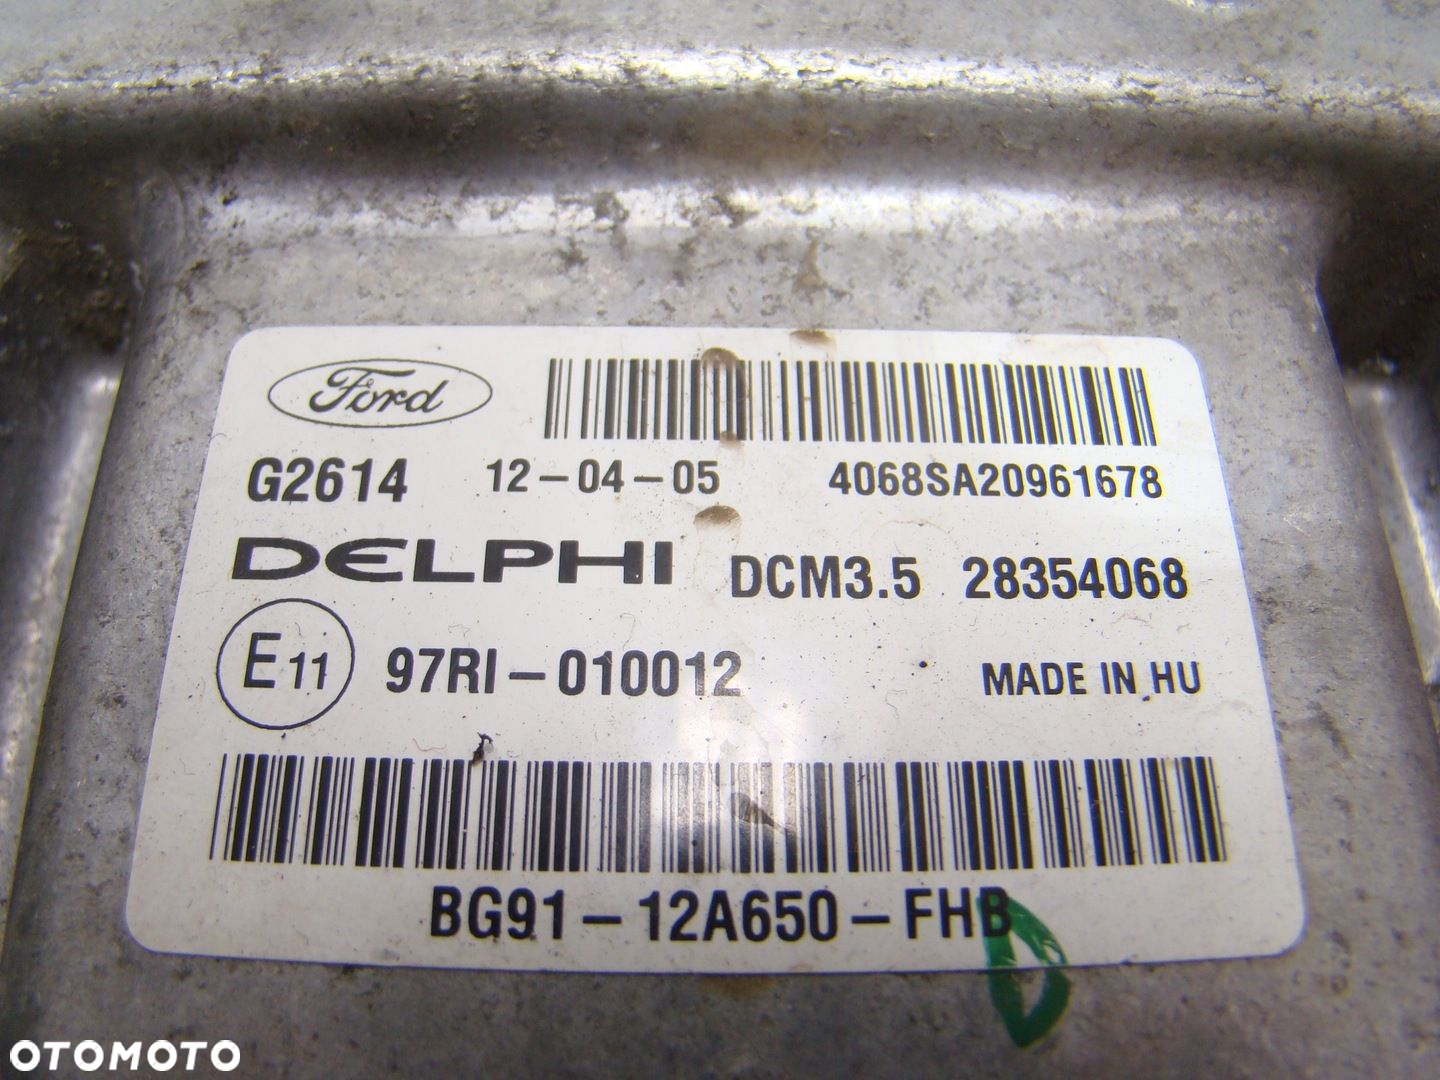 Ford
G2614 12-04-05 4068SA20961678
DELPHI DCM3.5 28354068
E11 97RI-010012 MADE IN HU
BG91-12A650-FHB
OTOMOTO